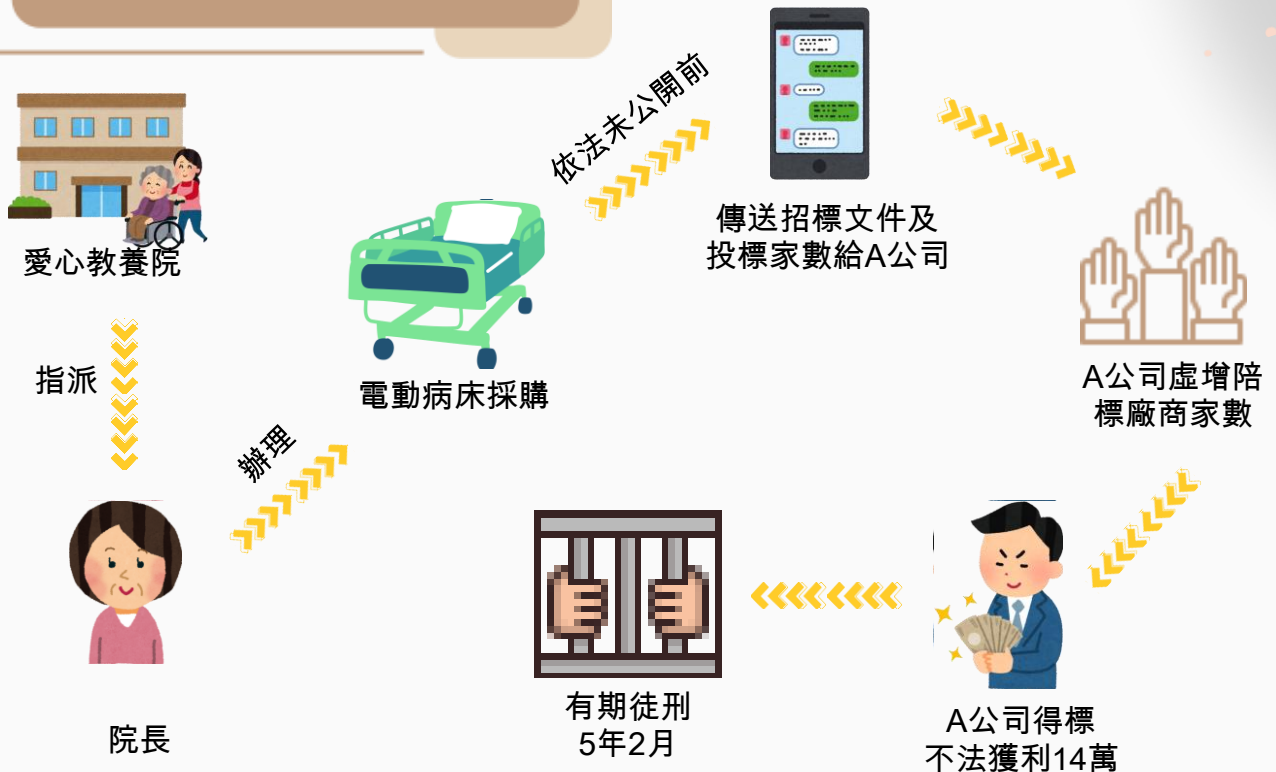 愛心教養院
指派
院長
辦理
電動病床採購
依法未公開前
傳送招標文件及
投標家數給A公司
A公司虛增陪
標廠商家數
A公司得標
不法獲利14萬
有期徒刑
5年2月